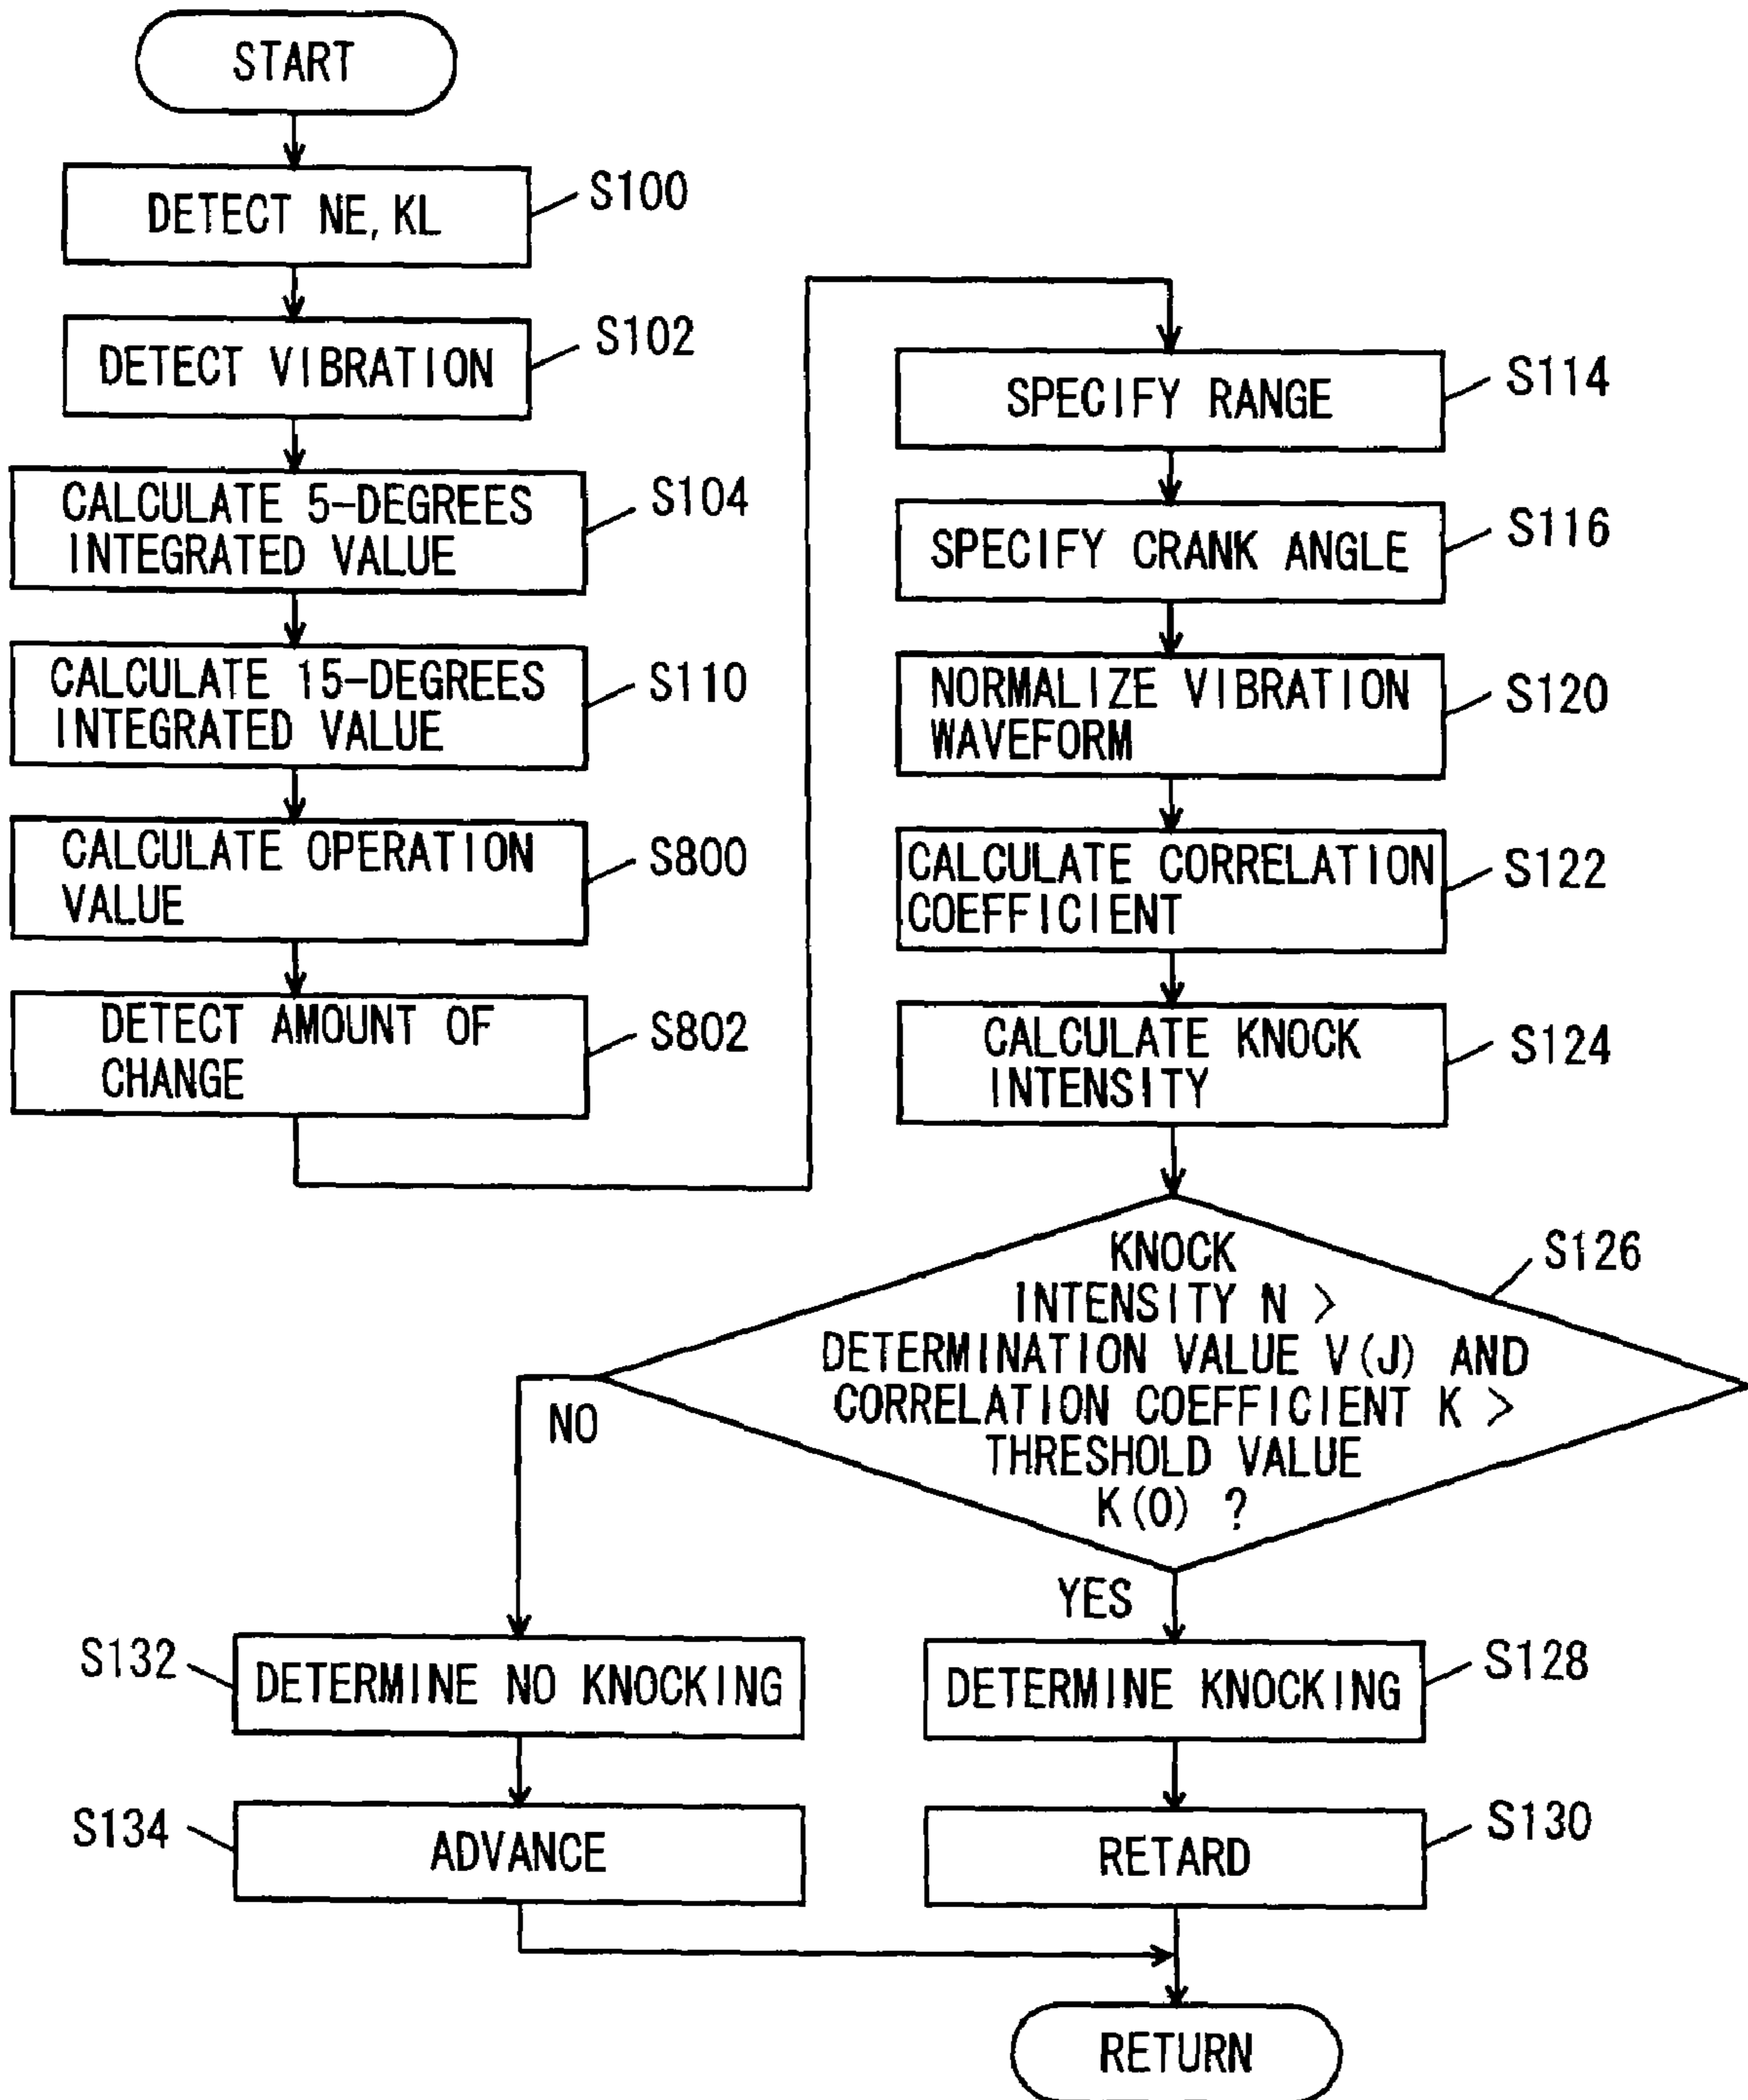 START
DETECT NE, KL
S100
DETECT VIBRATION
S102
CALCULATE 5-DEGREES
INTEGRATED VALUE
S104
CALCULATE 15-DEGREES
INTEGRATED VALUE
S110
CALCULATE OPERATION
VALUE
S800
DETECT AMOUNT OF
CHANGE
S802
SPECIFY RANGE
S114
SPECIFY CRANK ANGLE
S116
NORMALIZE VIBRATION
WAVEFORM
S120
CALCULATE CORRELATION
COEFFICIENT
S122
CALCULATE KNOCK
INTENSITY
S124
KNOCK
INTENSITY N >
DETERMINATION VALUE V(J) AND
CORRELATION COEFFICIENT K >
THRESHOLD VALUE
K(0) ?
S126
NO
YES
S132
DETERMINE NO KNOCKING
DETERMINE KNOCKING
S128
S134
ADVANCE
RETARD
S130
RETURN